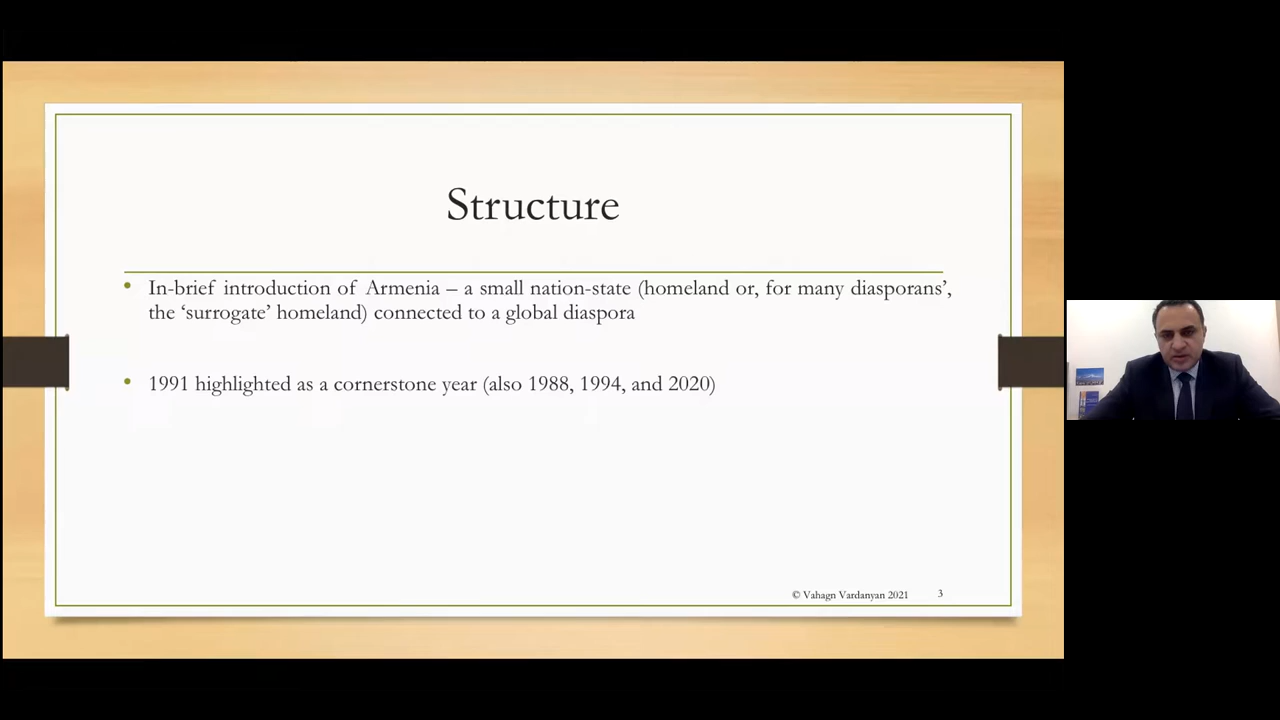 Structure
• In-brief introduction of Armenia – a small nation-state (homeland or, for many diasporans’,
the ‘surrogate’ homeland) connected to a global diaspora
• 1991 highlighted as a cornerstone year (also 1988, 1994, and 2020)
© Vahagn Vardanyan 2021 3